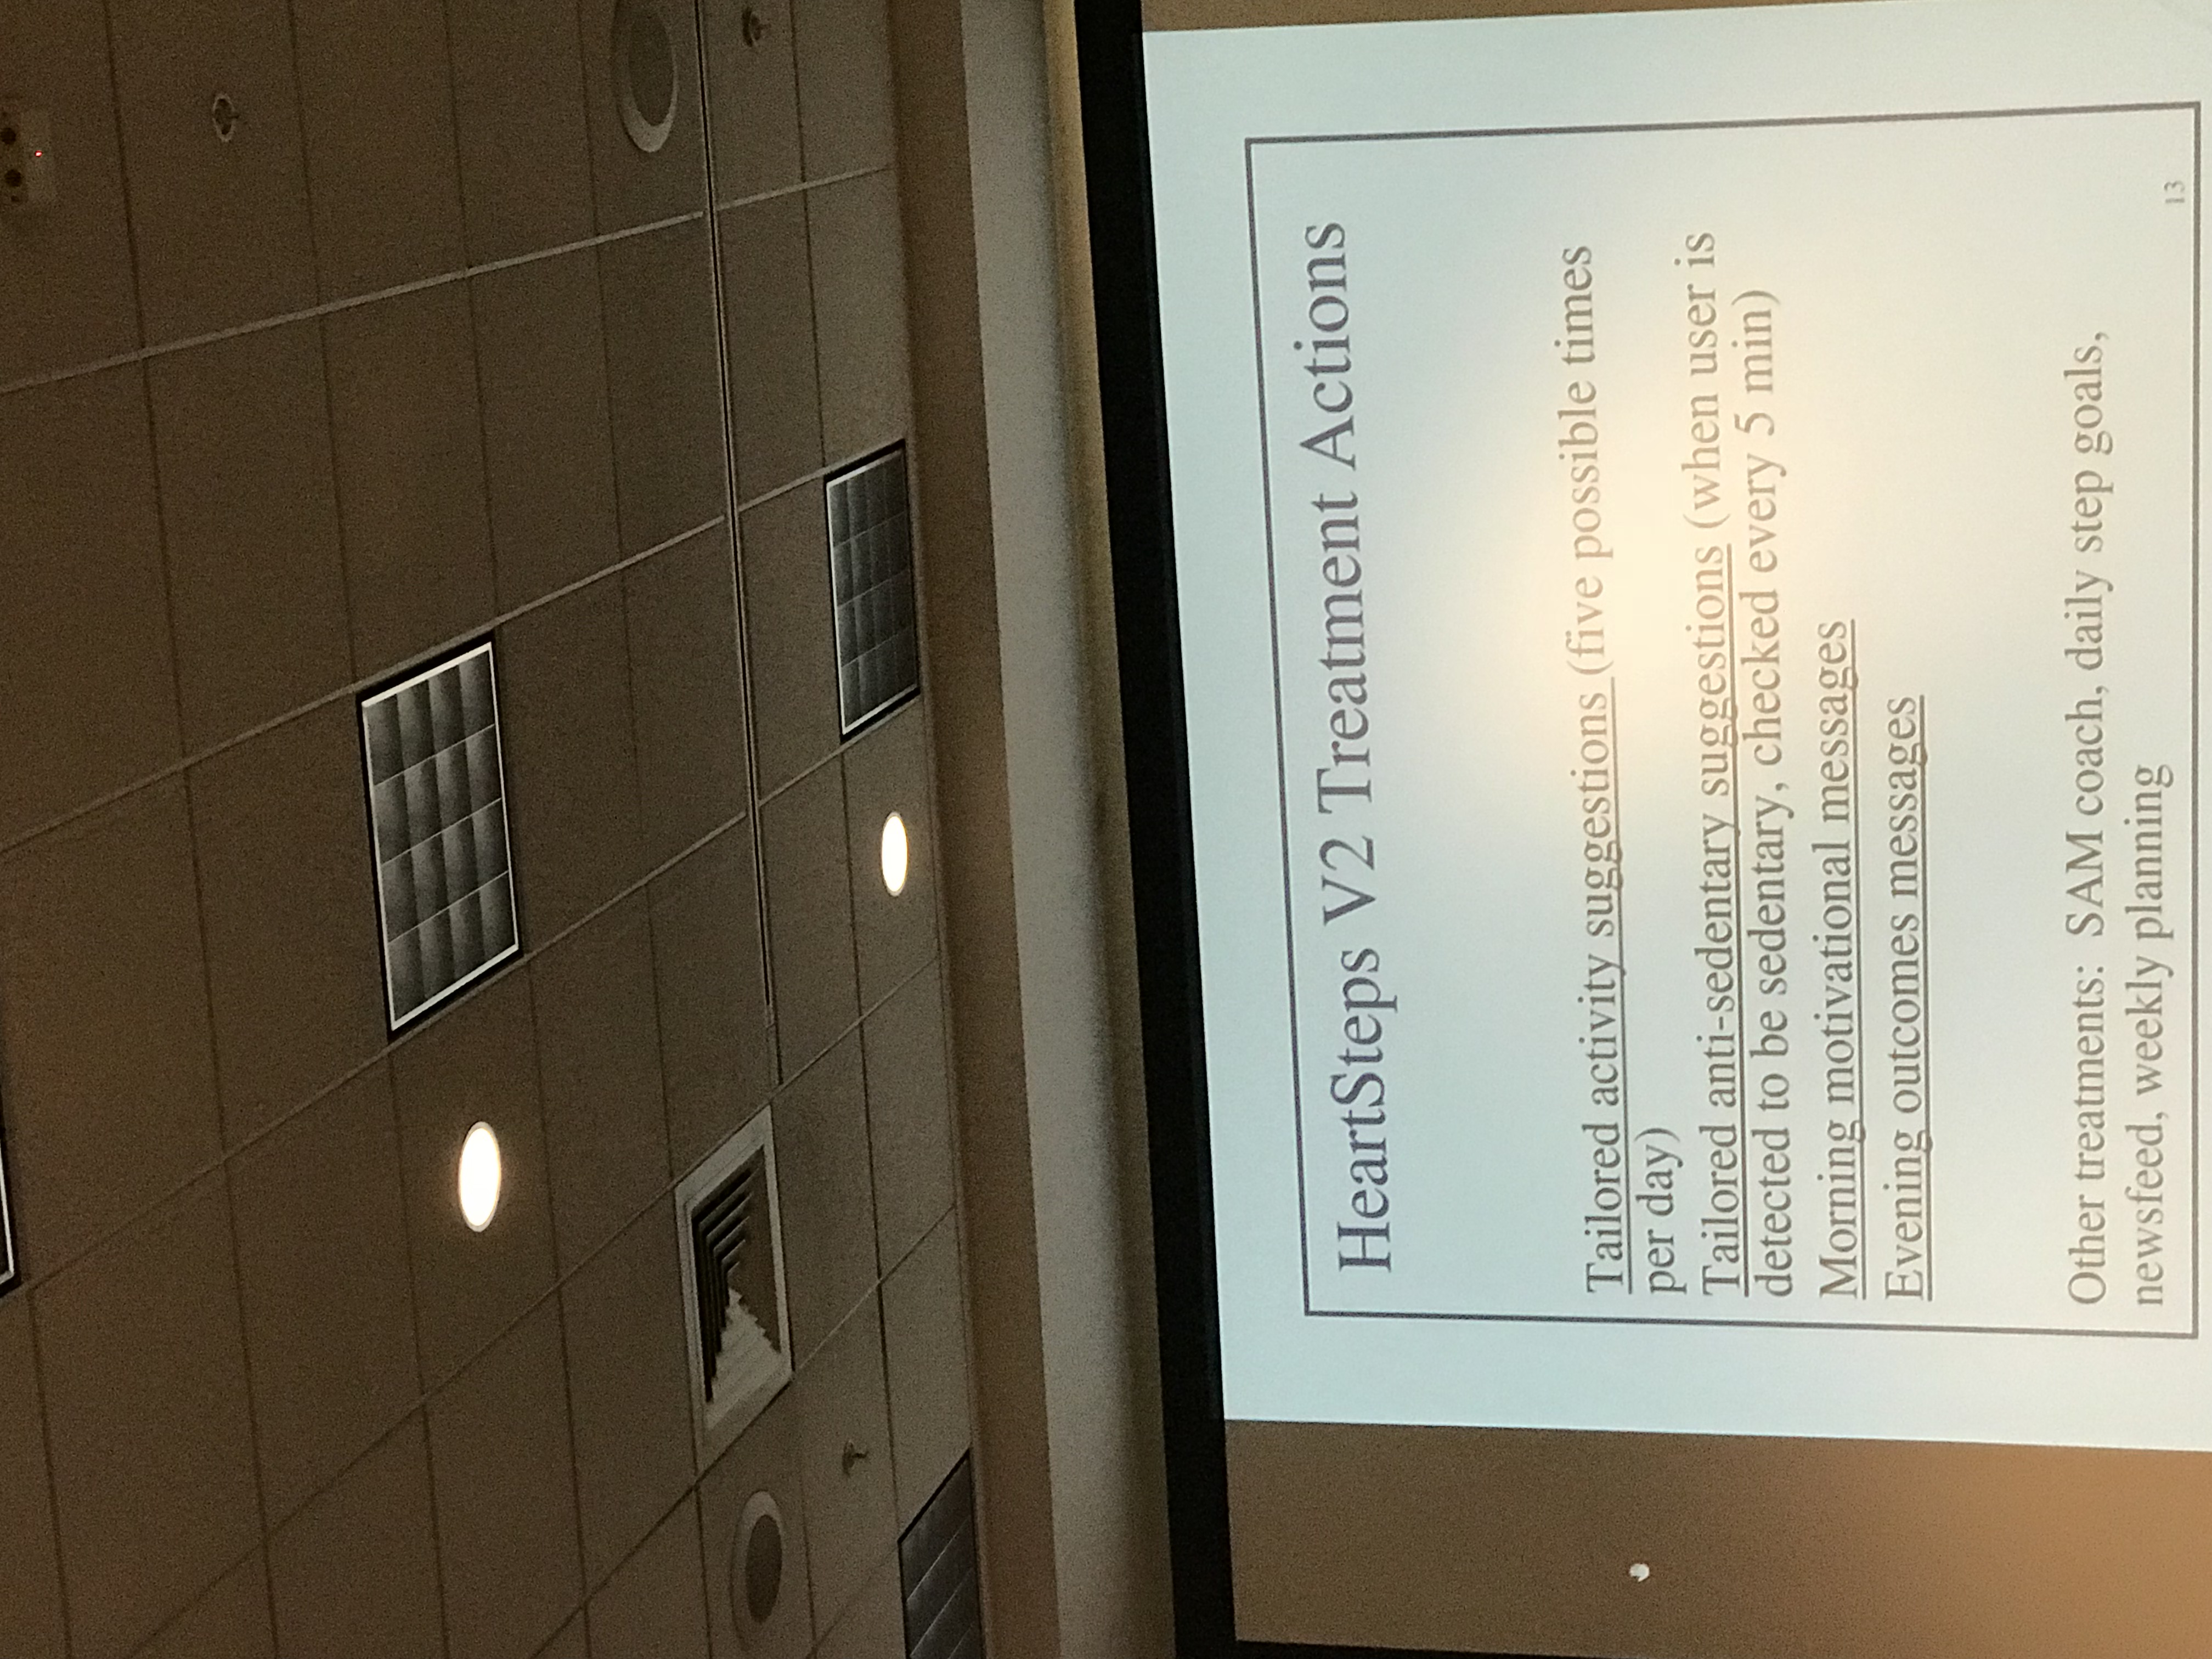 HeartSteps V2 Treatment Actions
Tailored activity suggestions (five possible times
per day)
Tailored anti-sedentary suggestions (when user is
detected to be sedentary, checked every 5 min)
Morning motivational messages
Evening outcomes messages
Other treatments: SAM coach, daily step goals,
newsfeed, weekly planning
13